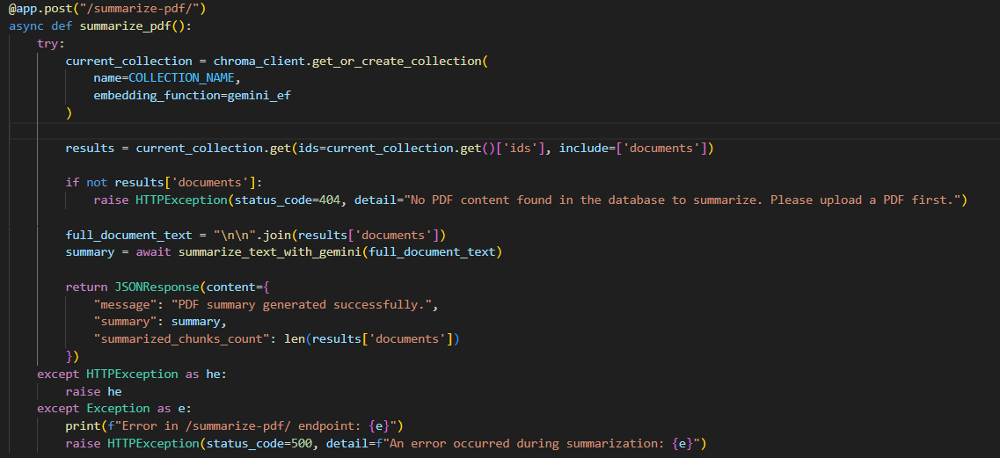 @app.post("/summarize-pdf/")
async def summarize_pdf():
    try:
        current_collection = chroma_client.get_or_create_collection(
            name=COLLECTION_NAME,
            embedding_function=gemini_ef
        )

        results = current_collection.get(ids=current_collection.get()['ids'], include=['documents'])

        if not results['documents']:
            raise HTTPException(status_code=404, detail="No PDF content found in the database to summarize. Please upload a PDF first.")

        full_document_text = "\n\n".join(results['documents'])
        summary = await summarize_text_with_gemini(full_document_text)

        return JSONResponse(content={
            "message": "PDF summary generated successfully.",
            "summary": summary,
            "summarized_chunks_count": len(results['documents'])
        })
    except HTTPException as he:
        raise he
    except Exception as e:
        print(f"Error in /summarize-pdf/ endpoint: {e}")
        raise HTTPException(status_code=500, detail=f"An error occurred during summarization: {e}")